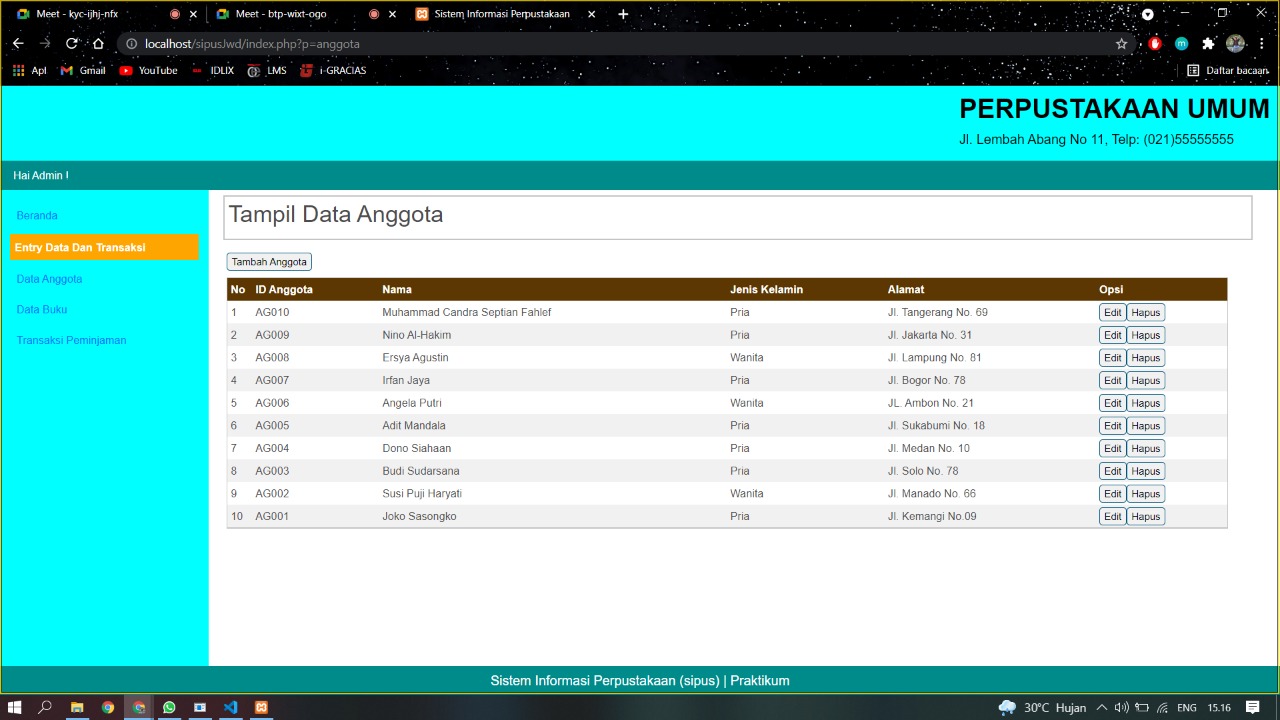 Meet - kyc-ijhj-nfx Meet - btp-wixt-ogo Sistem Informasi Perpustakaan
localhost/sipusJwd/index.php?p=anggota
Apl Gmail YouTube IDLIX LMS i-GRACIAS Daftar bacaan
PERPUSTAKAAN UMUM
Jl. Lembah Abang No 11, Telp: (021)55555555
Hai Admin !
Beranda
Entry Data Dan Transaksi
Data Anggota
Data Buku
Transaksi Peminjaman
Tampil Data Anggota
Tambah Anggota
No ID Anggota Nama Jenis Kelamin Alamat Opsi
1 AG010 Muhammad Candra Septian Fahlef Pria Jl. Tangerang No. 69 Edit Hapus
2 AG009 Nino Al-Hakim Pria Jl. Jakarta No. 31 Edit Hapus
3 AG008 Ersya Agustin Wanita Jl. Lampung No. 81 Edit Hapus
4 AG007 Irfan Jaya Pria Jl. Bogor No. 78 Edit Hapus
5 AG006 Angela Putri Wanita JL. Ambon No. 21 Edit Hapus
6 AG005 Adit Mandala Pria Jl. Sukabumi No. 18 Edit Hapus
7 AG004 Dono Siahaan Pria Jl. Medan No. 10 Edit Hapus
8 AG003 Budi Sudarsana Pria Jl. Solo No. 78 Edit Hapus
9 AG002 Susi Puji Haryati Wanita Jl. Manado No. 66 Edit Hapus
10 AG001 Joko Sasongko Pria Jl. Kemangi No.09 Edit Hapus
Sistem Informasi Perpustakaan (sipus) | Praktikum
30°C Hujan ENG 15.16